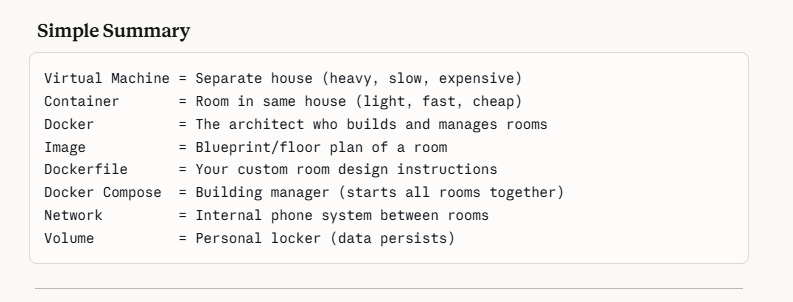 Simple Summary
Virtual Machine = Separate house (heavy, slow, expensive)
Container       = Room in same house (light, fast, cheap)
Docker          = The architect who builds and manages rooms
Image           = Blueprint/floor plan of a room
Dockerfile      = Your custom room design instructions
Docker Compose  = Building manager (starts all rooms together)
Network         = Internal phone system between rooms
Volume          = Personal locker (data persists)